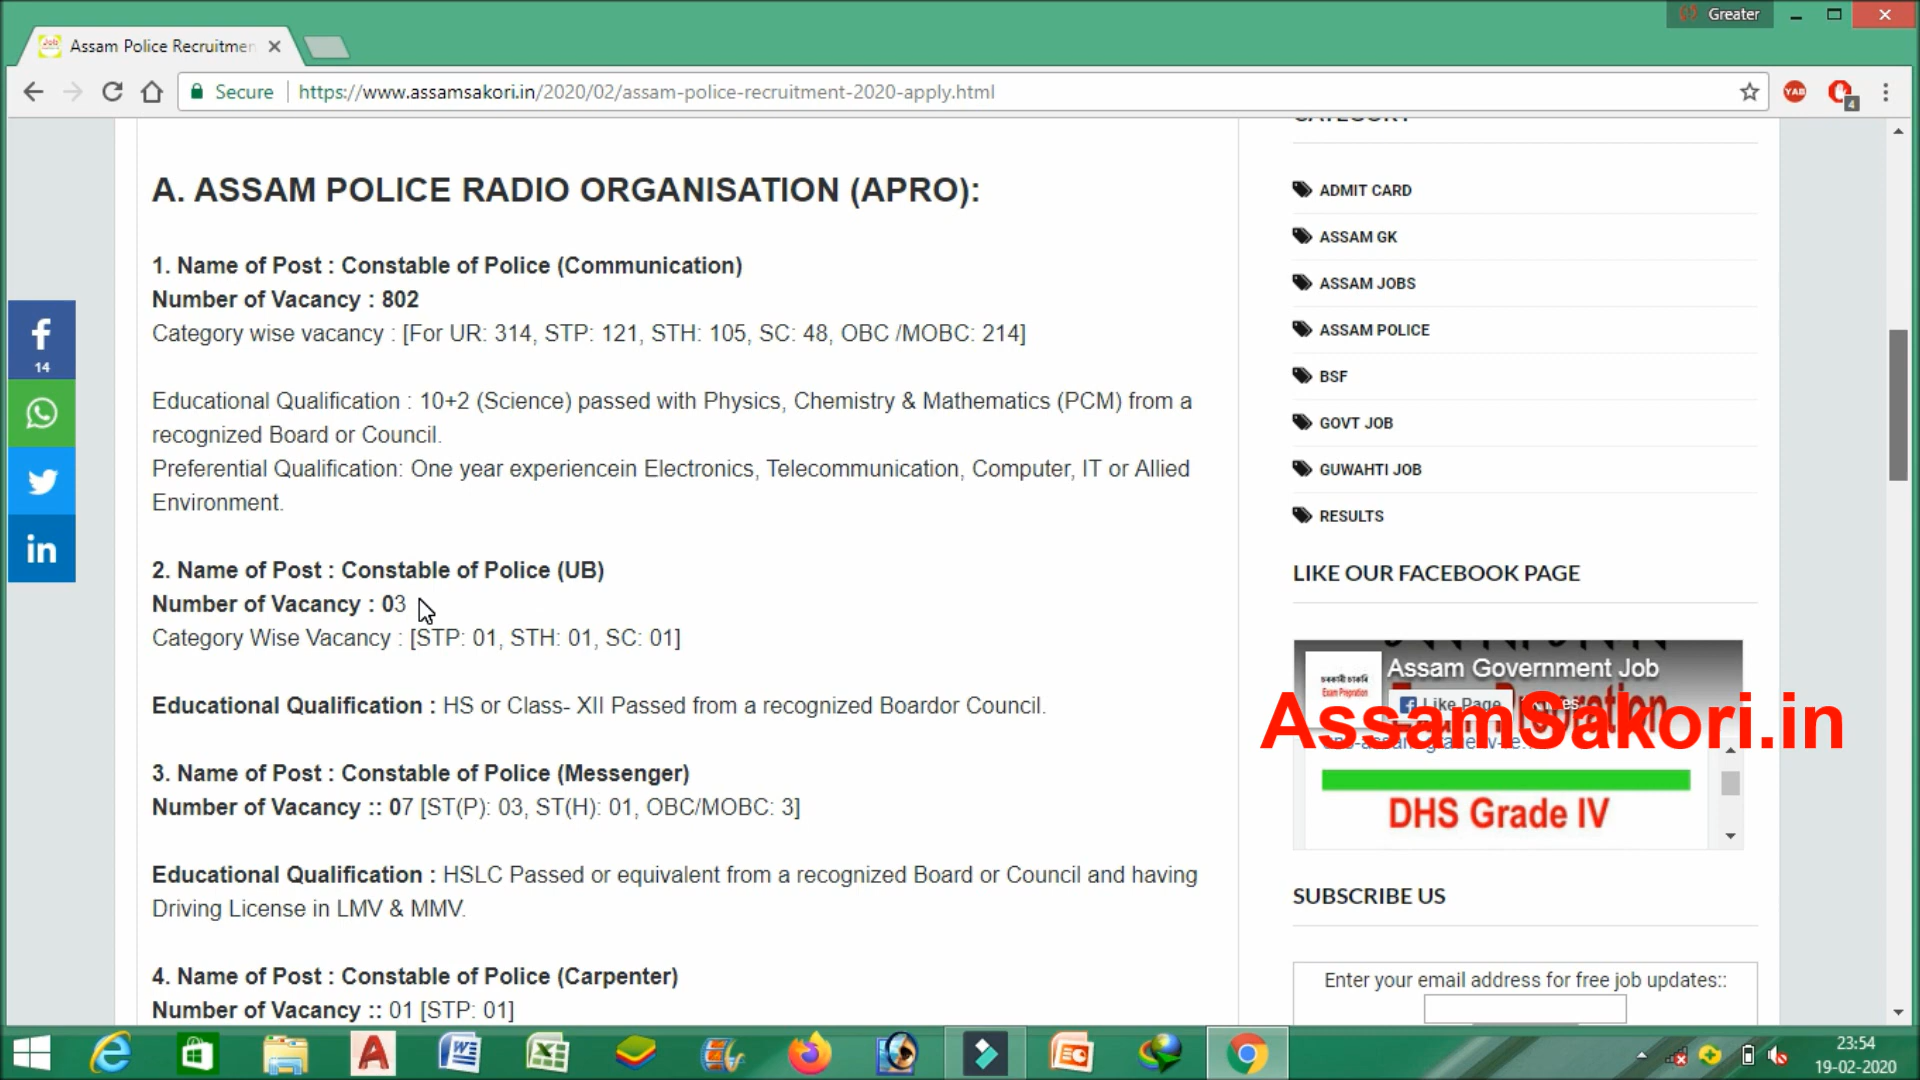 Greater
Assam Police Recruitmen
Secure
https://www.assamsakori.in/2020/02/assam-police-recruitment-2020-apply.html
YAB
4
A. ASSAM POLICE RADIO ORGANISATION (APRO):
1. Name of Post : Constable of Police (Communication)
Number of Vacancy : 802
Category wise vacancy : [For UR: 314, STP: 121, STH: 105, SC: 48, OBC /MOBC: 214]
Educational Qualification : 10+2 (Science) passed with Physics, Chemistry & Mathematics (PCM) from a
recognized Board or Council.
Preferential Qualification: One year experiencein Electronics, Telecommunication, Computer, IT or Allied
Environment.
2. Name of Post : Constable of Police (UB)
Number of Vacancy : 03
Category Wise Vacancy : [STP: 01, STH: 01, SC: 01]
Educational Qualification : HS or Class- XII Passed from a recognized Boardor Council.
3. Name of Post : Constable of Police (Messenger)
Number of Vacancy :: 07 [ST(P): 03, ST(H): 01, OBC/MOBC: 3]
Educational Qualification : HSLC Passed or equivalent from a recognized Board or Council and having
Driving License in LMV & MMV.
4. Name of Post : Constable of Police (Carpenter)
Number of Vacancy :: 01 [STP: 01]
14
in
CATEGORY
ADMIT CARD
ASSAM GK
ASSAM JOBS
ASSAM POLICE
BSF
GOVT JOB
GUWAHTI JOB
RESULTS
LIKE OUR FACEBOOK PAGE
Assam Government Job
Exam Prepration
Like Page
AssamSakori.in
DHS Grade IV
SUBSCRIBE US
Enter your email address for free job updates::
23:54
19-02-2020